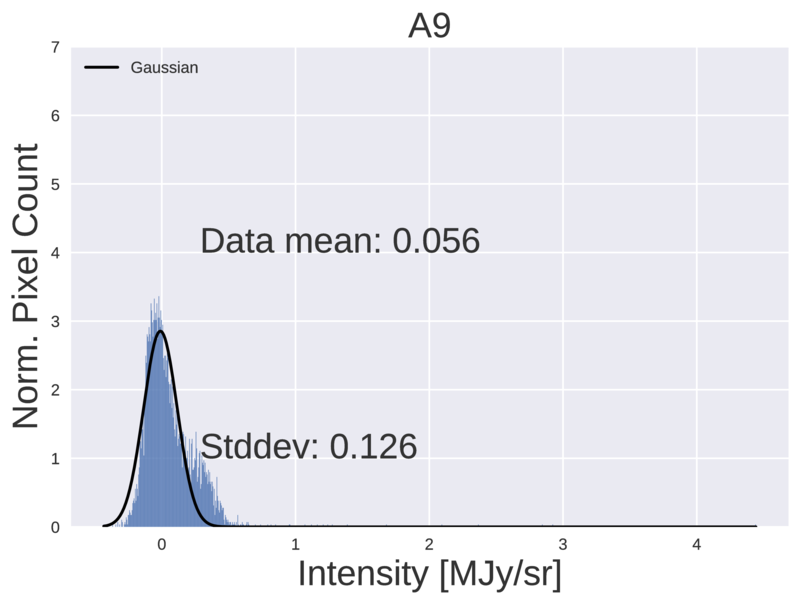 A9
7
Gaussian
6
5
Data mean: 0.056
4
3
2
Stddev: 0.126
1
0
0 1 2 3 4
Intensity [MJy/sr]
Norm. Pixel Count